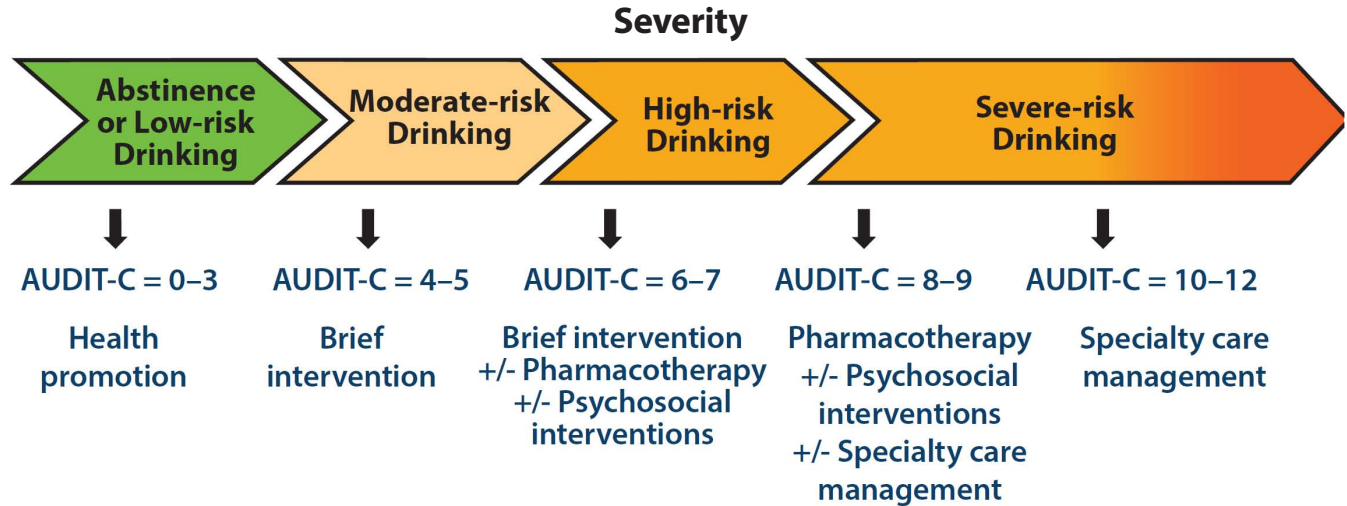 Severity
Abstinence
or Low-risk
Drinking
Moderate-risk
Drinking
High-risk
Drinking
Severe-risk
Drinking
AUDIT-C = 0–3
Health
promotion
AUDIT-C = 4–5
Brief
intervention
AUDIT-C = 6–7
Brief intervention
+/- Pharmacotherapy
+/- Psychosocial
interventions
AUDIT-C = 8–9
Pharmacotherapy
+/- Psychosocial
interventions
+/- Specialty care
management
AUDIT-C = 10–12
Specialty care
management